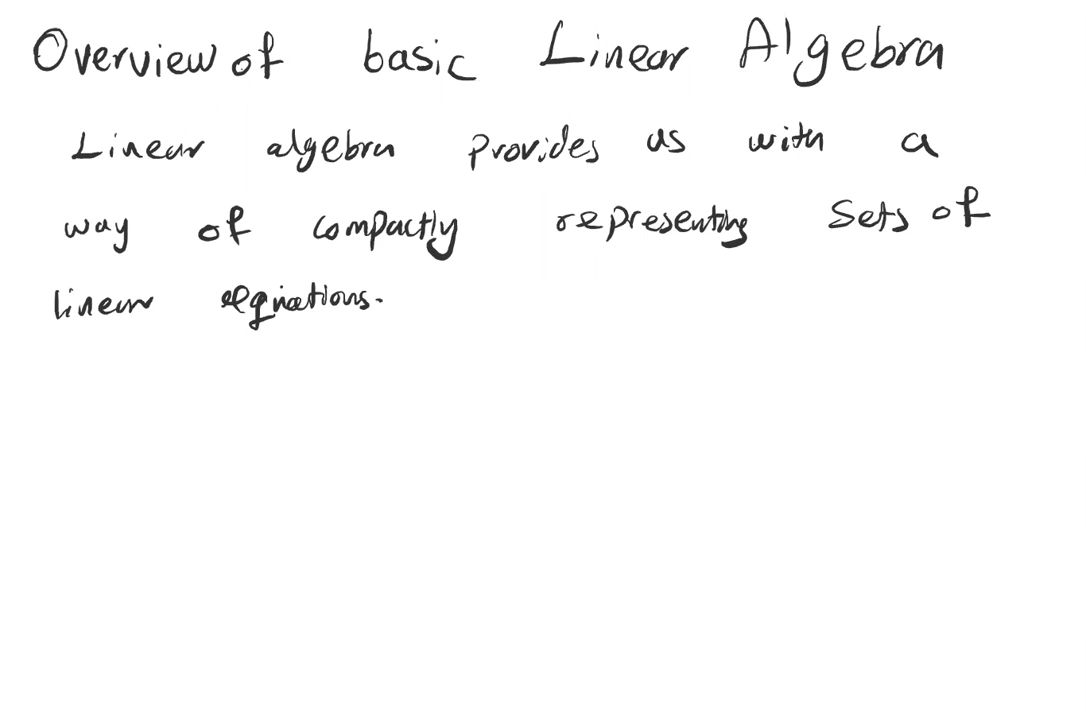 Overview of basic Linear Algebra
Linear algebra provides us with a
way of compactly representing Sets of
linear equations.